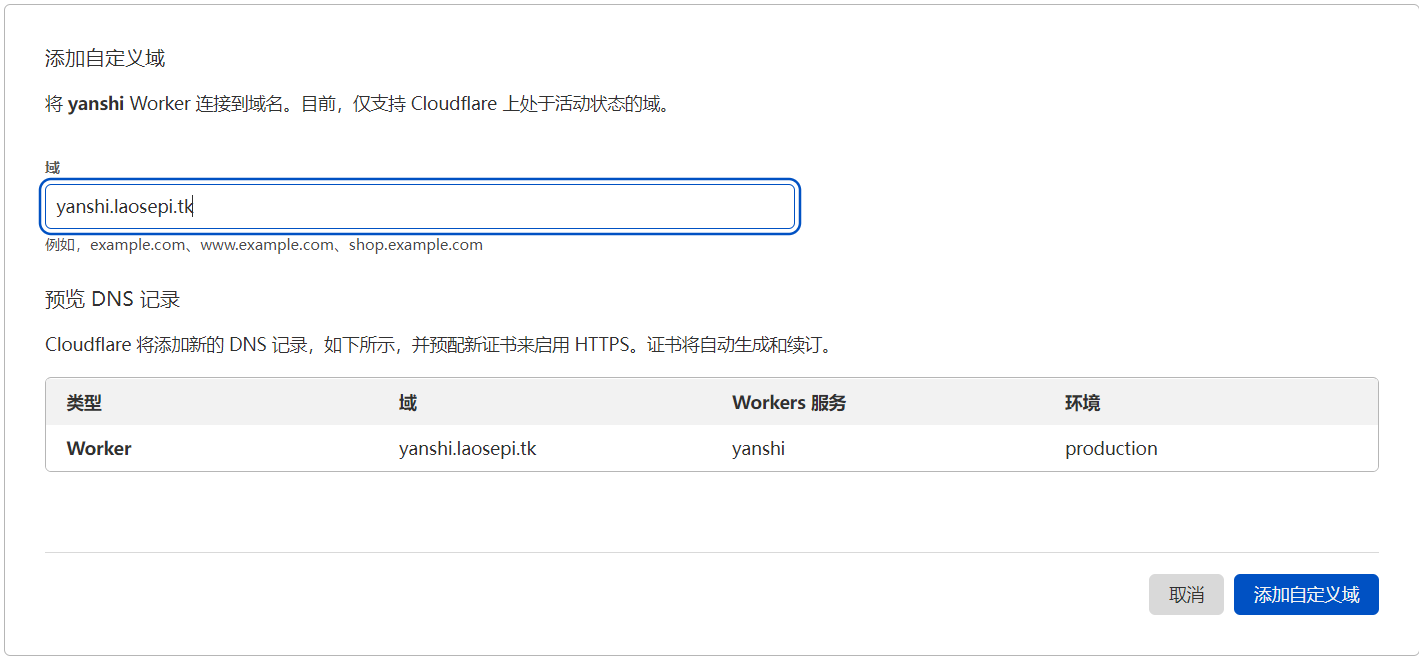 添加自定义域
将 yanshi Worker 连接到域名。目前，仅支持 Cloudflare 上处于活动状态的域。
域
yanshi.laosepi.tk
例如，example.com、www.example.com、shop.example.com
预览 DNS 记录
Cloudflare 将添加新的 DNS 记录，如下所示，并预配新证书来启用 HTTPS。证书将自动生成和续订。
类型 域 Workers 服务 环境
Worker yanshi.laosepi.tk yanshi production
取消 添加自定义域